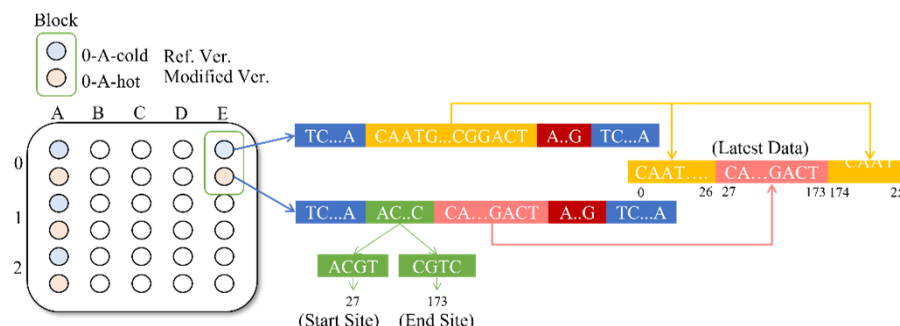 Block
0-A-cold Ref. Ver.
0-A-hot Modified Ver.
A B C D E
0
1
2
TC...A CAATG...CGGACT A..G TC...A
(Latest Data)
CAAT.... CA...GACT CAAT
0 26 27 173 174
TC...A AC..C CA...GACT A..G TC...A
ACGT CGTC
27 173
(Start Site) (End Site)